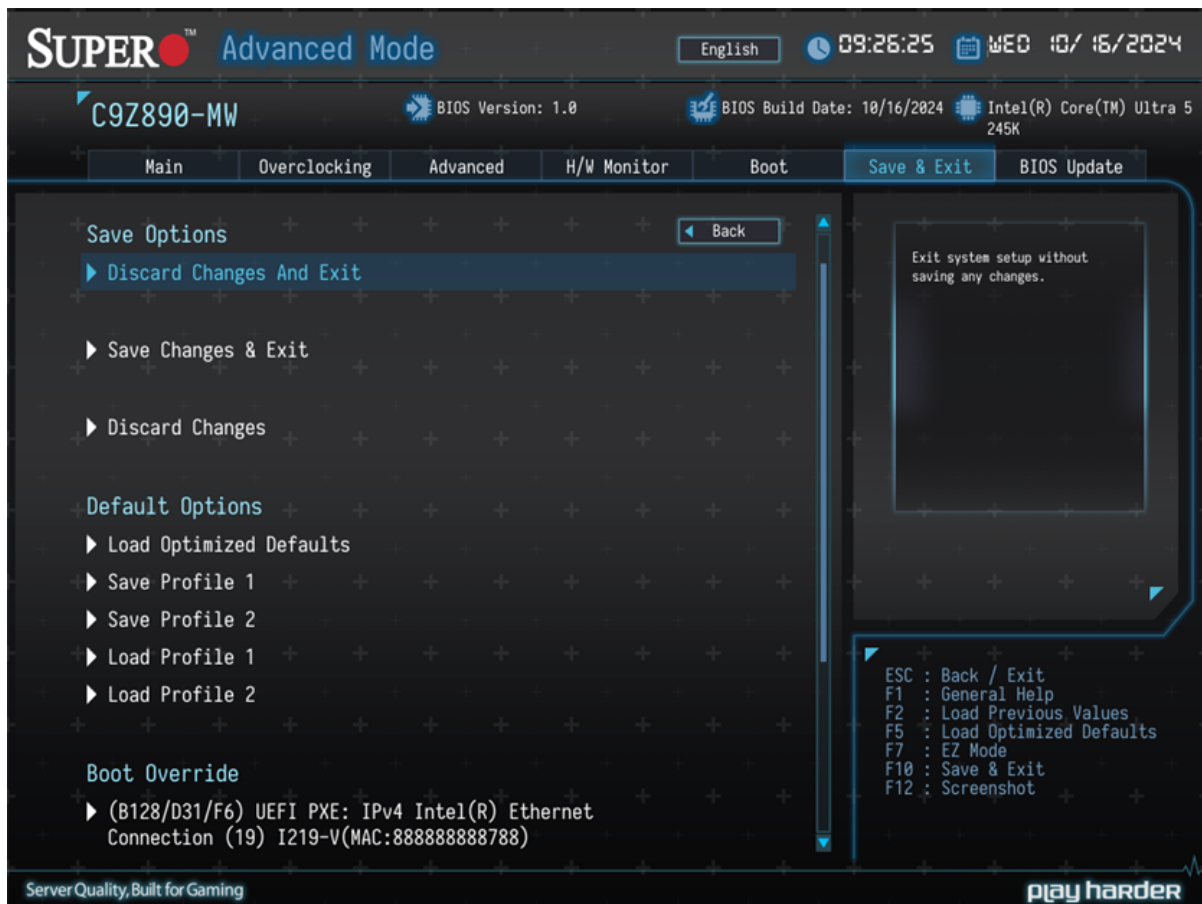 SUPER™ Advanced Mode
English
09:26:25
WED 10/16/2024
C9Z890-MW
BIOS Version: 1.0
BIOS Build Date: 10/16/2024
Intel(R) Core(TM) Ultra 5
245K
Main Overclocking Advanced H/W Monitor Boot Save & Exit BIOS Update
Save Options
Back
Discard Changes And Exit
Save Changes & Exit
Discard Changes
Default Options
Load Optimized Defaults
Save Profile 1
Save Profile 2
Load Profile 1
Load Profile 2
Boot Override
(B128/D31/F6) UEFI PXE: IPv4 Intel(R) Ethernet
Connection (19) I219-V(MAC:888888888788)
Exit system setup without
saving any changes.
ESC : Back / Exit
F1 : General Help
F2 : Load Previous Values
F5 : Load Optimized Defaults
F7 : EZ Mode
F10 : Save & Exit
F12 : Screenshot
Server Quality, Built for Gaming
play harder